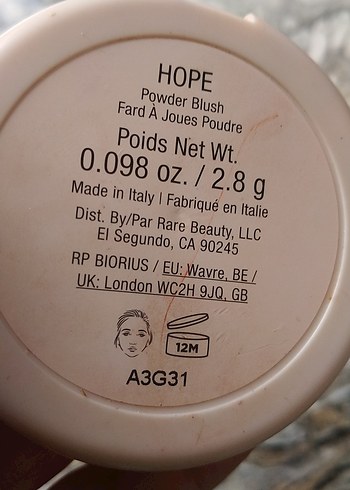 HOPE
Powder Blush
Fard À Joues Poudre
Poids Net Wt.
0.098 oz. / 2.8 g
Made in Italy | Fabriqué en Italie
Dist. By/Par Rare Beauty, LLC
El Segundo, CA 90245
RP BIORIUS / EU: Wavre, BE /
UK: London WC2H 9JQ, GB
12M
A3G31